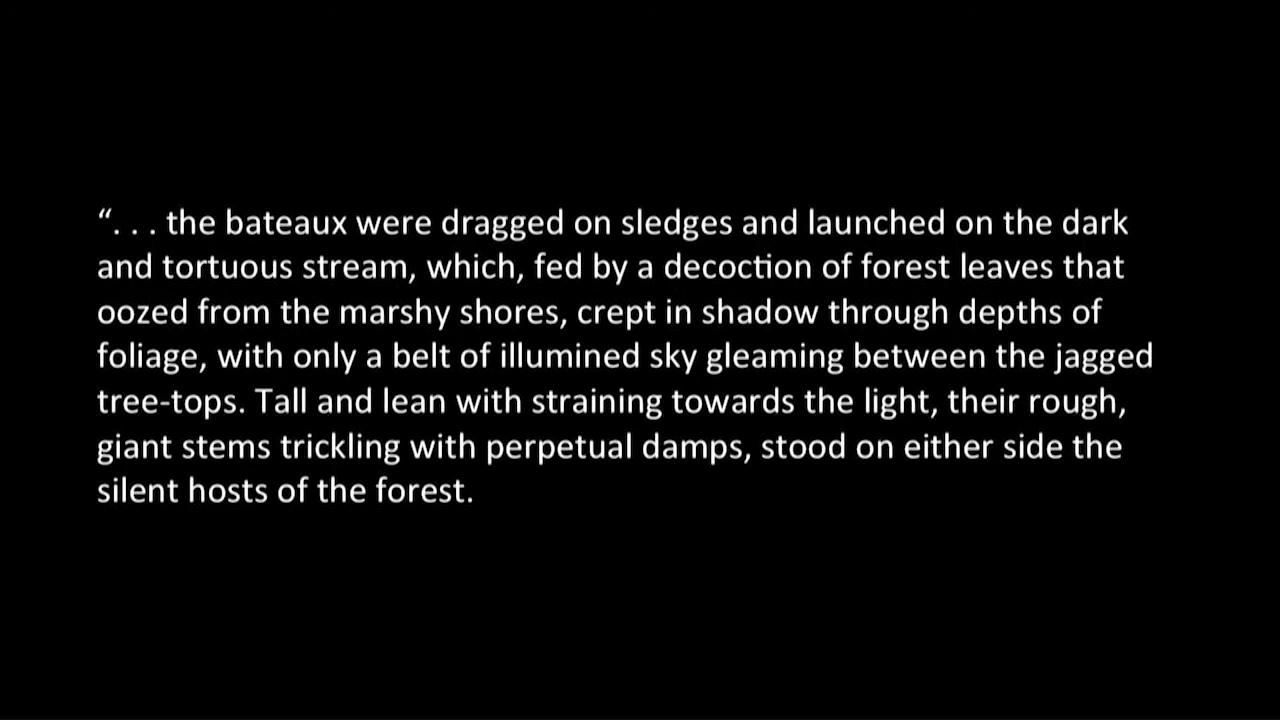 “. . . the bateaux were dragged on sledges and launched on the dark
and tortuous stream, which, fed by a decoction of forest leaves that
oozed from the marshy shores, crept in shadow through depths of
foliage, with only a belt of illumined sky gleaming between the jagged
tree-tops. Tall and lean with straining towards the light, their rough,
giant stems trickling with perpetual damps, stood on either side the
silent hosts of the forest.